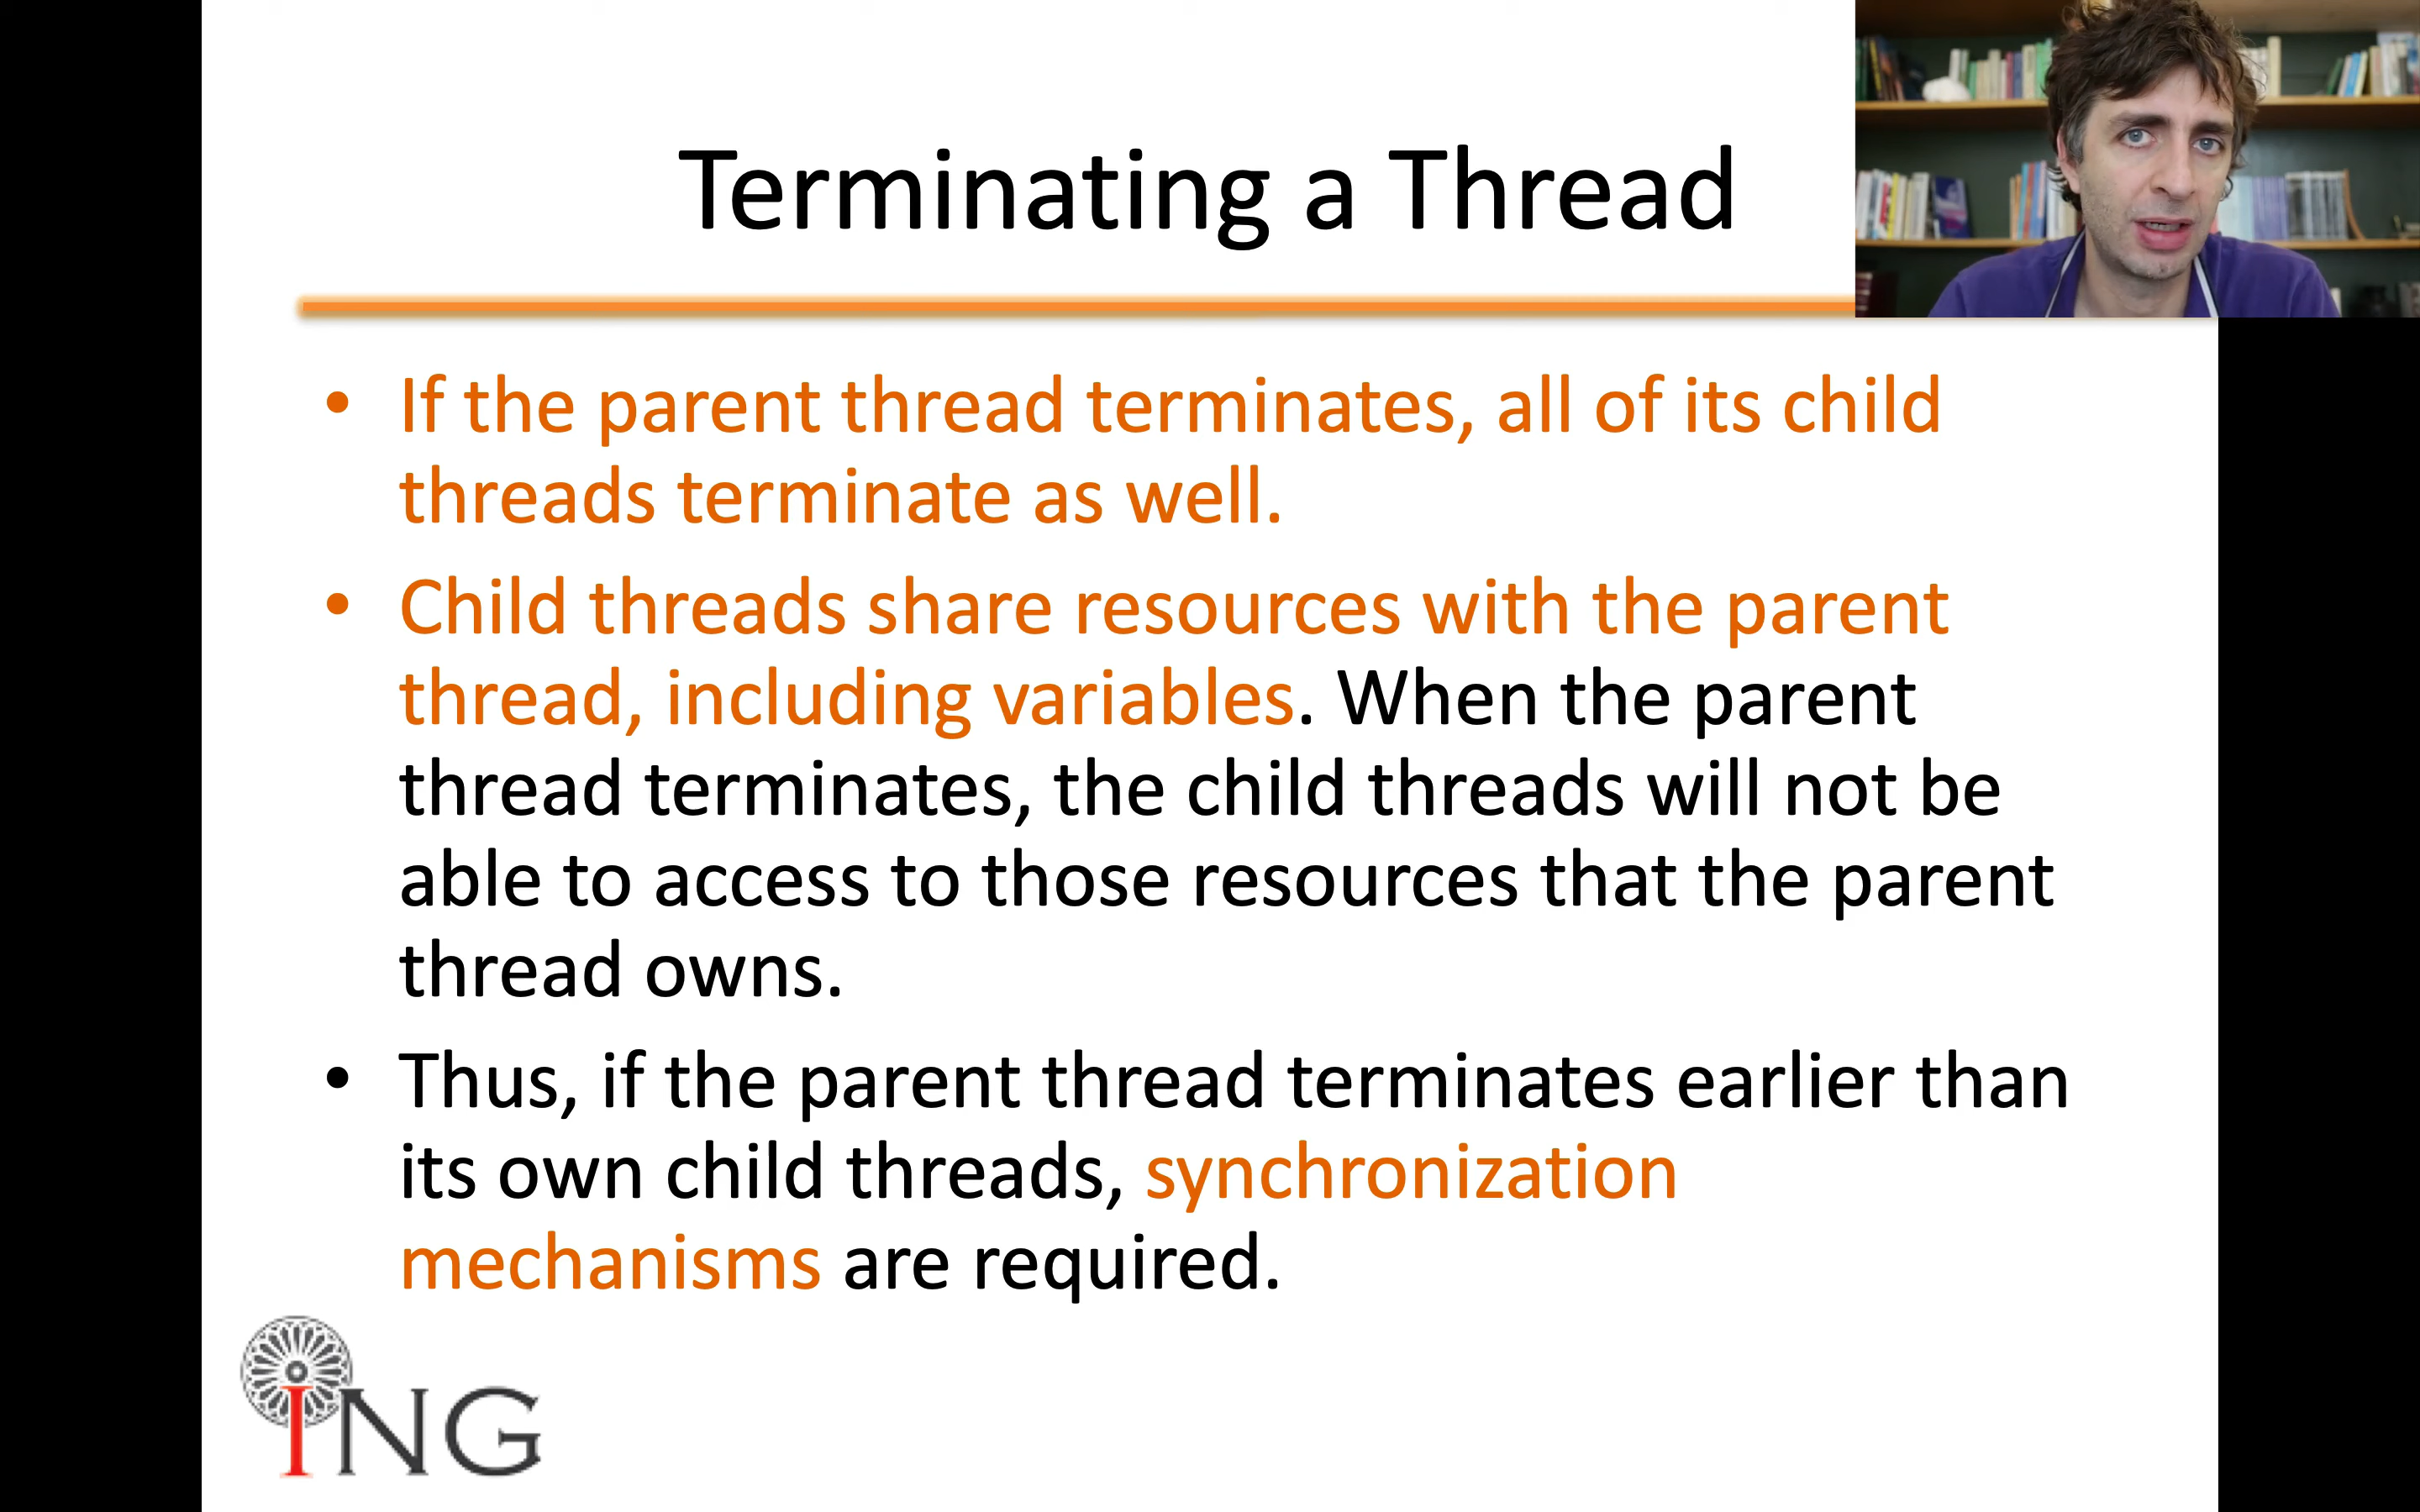 Terminating a Thread
• If the parent thread terminates, all of its child
threads terminate as well.
• Child threads share resources with the parent
thread, including variables. When the parent
thread terminates, the child threads will not be
able to access to those resources that the parent
thread owns.
• Thus, if the parent thread terminates earlier than
its own child threads, synchronization
mechanisms are required.
ING